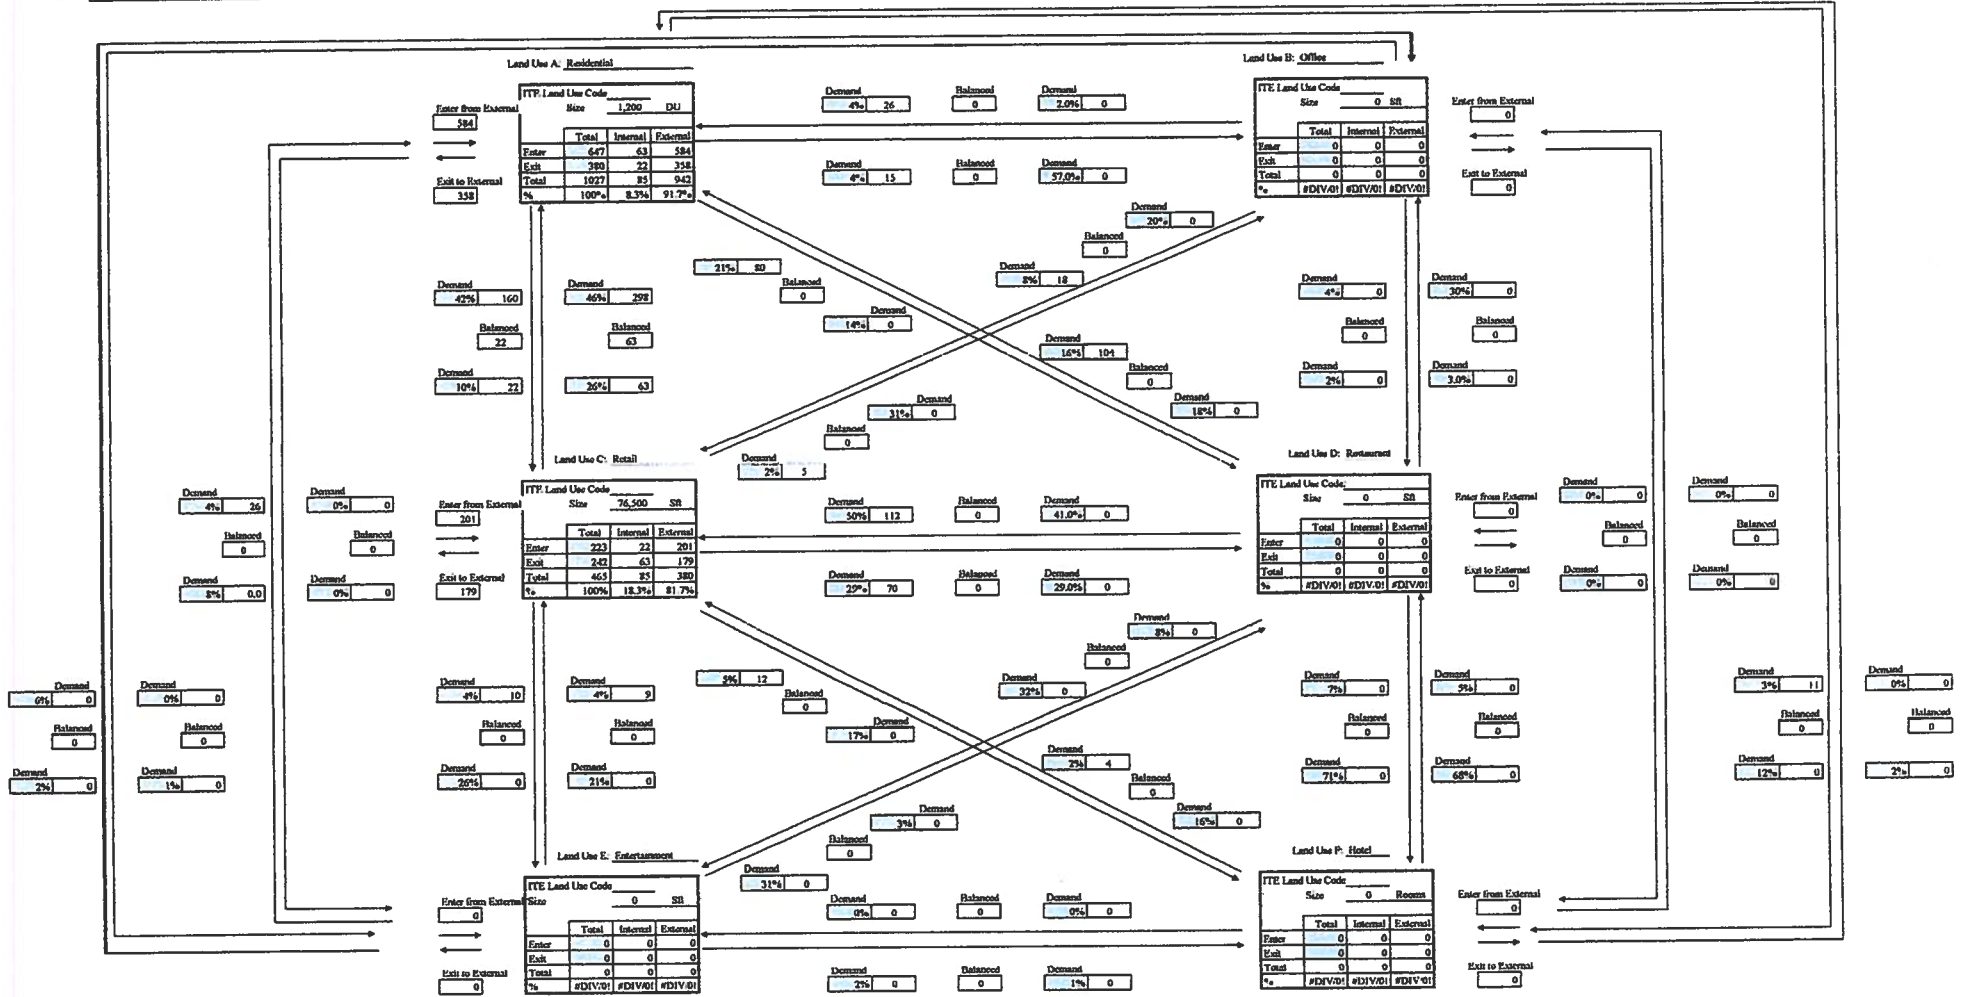 Land Use A: Residential
Land Use B: Office
ITE Land Use Code
Size 1,200 DU
Total Internal External
Enter 647 63 584
Exit 380 22 358
Total 1027 85 942
% 100% 8.3% 91.7%
Enter from External
584
Exit to External
358
Demand Balanced Demand
4% 26 0 2.0% 0
Demand Balanced Demand
4% 15 0 57.0% 0
ITE Land Use Code
Size 0 Sft
Total Internal External
Enter 0 0 0
Exit 0 0 0
Total 0 0 0
% #DIV/0! #DIV/0! #DIV/0!
Enter from External
0
Exit to External
0
Demand
20% 0
Balanced
0
Demand
8% 18
21% 80
Balanced
0
Demand
14% 0
Demand Demand
42% 160 46% 298
Balanced Balanced
22 63
Demand
10% 22 26% 63
16% 104
Balanced
0
Demand
18% 0
Demand
31% 0
Balanced
0
Demand
2% 5
Demand Demand
4% 0 30% 0
Balanced Balanced
0 0
Demand Demand
2% 0 3.0% 0
Land Use C: Retail
Land Use D: Restaurant
ITE Land Use Code
Size 76,500 Sft
Total Internal External
Enter 223 22 201
Exit 242 63 179
Total 465 85 380
% 100% 18.3% 81.7%
Enter from External
201
Exit to External
179
Demand Balanced Demand
50% 112 0 41.0% 0
Demand Balanced Demand
29% 70 0 29.0% 0
ITE Land Use Code
Size 0 Sft
Total Internal External
Enter 0 0 0
Exit 0 0 0
Total 0 0 0
% #DIV/0! #DIV/0! #DIV/0!
Enter from External
0
Exit to External
0
Demand Demand
4% 26 0% 0
Balanced Balanced
0 0
Demand Demand
8% 0.0 0% 0
Demand Demand
0% 0 0% 0
Balanced Balanced
0 0
Demand Demand
0% 0 0% 0
Demand Demand
6% 0 0% 0
Balanced Balanced
0 0
Demand Demand
2% 0 1% 0
Demand Demand
4% 10 4% 9
Balanced Balanced
0 0
Demand Demand
26% 0 21% 0
5% 12
Balanced
0
Demand
17% 0
Demand
8% 0
Balanced
0
Demand
32% 0
Demand
2% 4
Balanced
0
Demand
16% 0
Demand
3% 0
Balanced
0
Demand
31% 0
Demand Demand
7% 0 5% 0
Balanced Balanced
0 0
Demand Demand
71% 0 68% 0
Demand Demand
3% 11 0% 0
Balanced Balanced
0 0
Demand
12% 0 2% 0
Land Use E: Entertainment
Land Use F: Hotel
ITE Land Use Code
Size 0 Sft
Total Internal External
Enter 0 0 0
Exit 0 0 0
Total 0 0 0
% #DIV/0! #DIV/0! #DIV/0!
Enter from External
0
Exit to External
0
Demand Balanced Demand
0% 0 0 0% 0
Demand Balanced Demand
2% 0 0 1% 0
ITE Land Use Code
Size 0 Rooms
Total Internal External
Enter 0 0 0
Exit 0 0 0
Total 0 0 0
% #DIV/0! #DIV/0! #DIV/0!
Enter from External
0
Exit to External
0